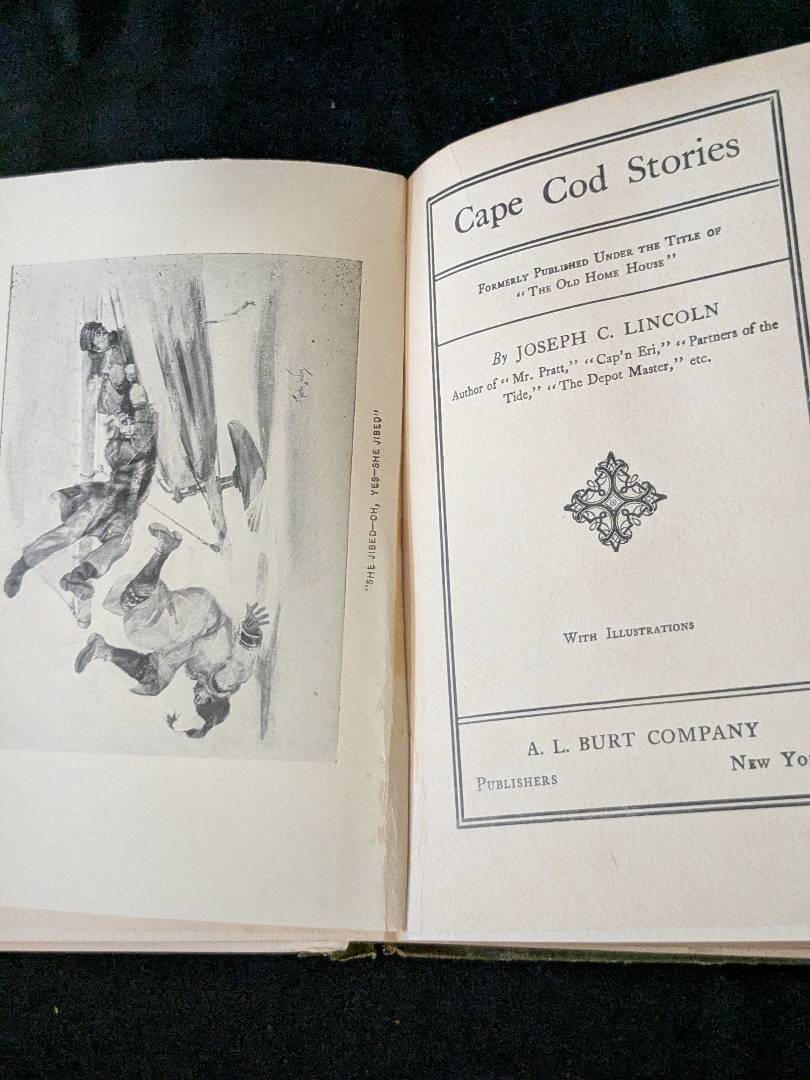 "SHE JIBED—OH, YES—SHE JIBED"
Cape Cod Stories
FORMERLY PUBLISHED UNDER THE TITLE OF
"THE OLD HOME HOUSE"
By JOSEPH C. LINCOLN
Author of "Mr. Pratt," "Cap'n Eri," "Partners of the
Tide," "The Depot Master," etc.
WITH ILLUSTRATIONS
A. L. BURT COMPANY
PUBLISHERS NEW YO